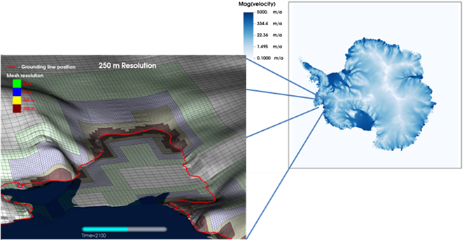 Mag(velocity)
5000. m/a
334.4 m/a
22.36 m/a
1.495 m/a
0.1000 m/a
- Grounding line position
250 m Resolution
Mesh resolution
Time=2100